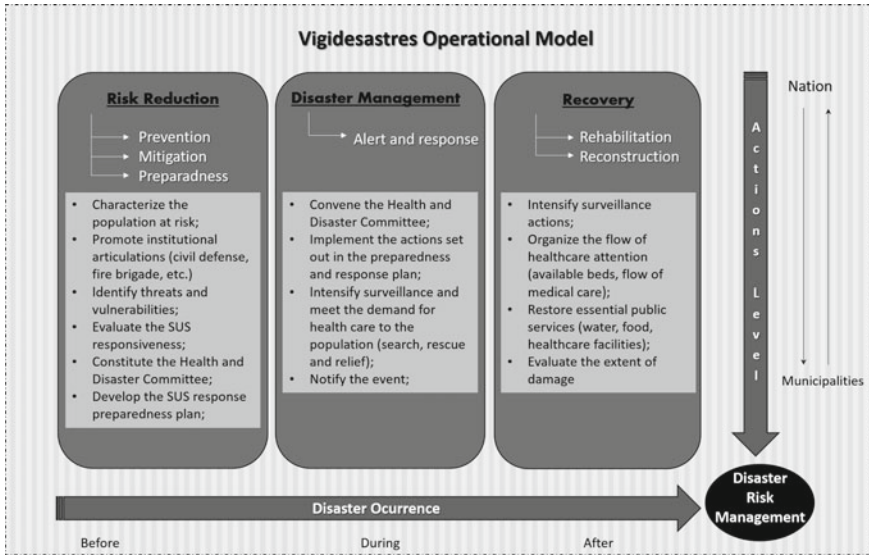 Vigidesastres Operational Model
Risk Reduction
Prevention
Mitigation
Preparadness
• Characterize the
population at risk;
• Promote institutional
articulations (civil defense,
fire brigade, etc.)
• Identify threats and
vulnerabilities;
• Evaluate the SUS
responsiveness;
• Constitute the Health and
Disaster Committee;
• Develop the SUS response
preparedness plan;
Disaster Management
Alert and response
• Convene the Health and
Disaster Committee;
• Implement the actions set
out in the preparedness
and response plan;
• Intensify surveillance and
meet the demand for
health care to the
population (search, rescue
and relief);
• Notify the event;
Recovery
Rehabilitation
Reconstruction
• Intensify surveillance
actions;
• Organize the flow of
healthcare attention
(available beds, flow of
medical care);
• Restore essential public
services (water, food,
healthcare facilities);
• Evaluate the extent of
damage
Actions Level
Nation
Municipalities
Disaster Ocurrence
Before
During
After
Disaster
Risk
Management